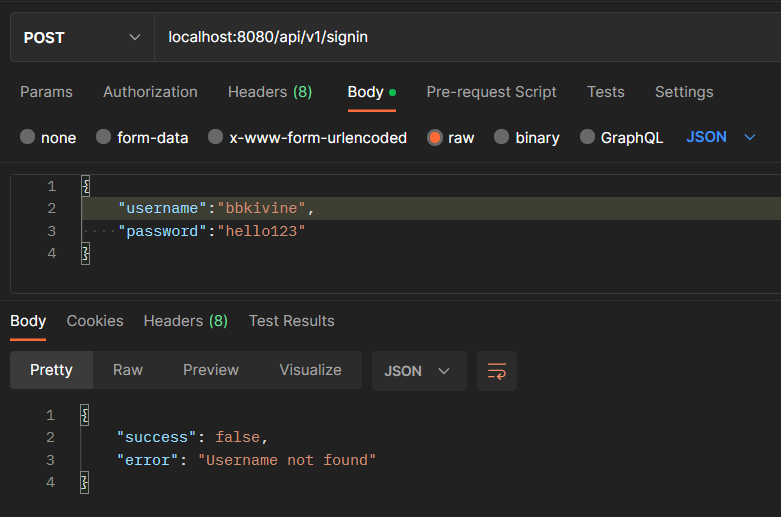 POST localhost:8080/api/v1/signin
Params Authorization Headers (8) Body Pre-request Script Tests Settings
none form-data x-www-form-urlencoded raw binary GraphQL JSON
1 {
2 "username":"bbkivine",
3 "password":"hello123"
4 }
Body Cookies Headers (8) Test Results
Pretty Raw Preview Visualize JSON
1 {
2 "success": false,
3 "error": "Username not found"
4 }